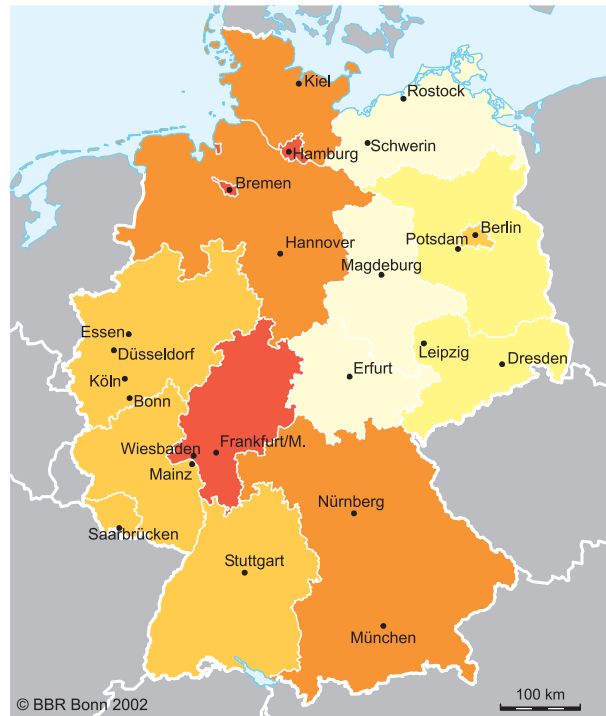 Kiel
Rostock
Hamburg
Schwerin
Bremen
Berlin
Hannover
Potsdam
Magdeburg
Essen
Düsseldorf
Leipzig
Dresden
Köln
Erfurt
Bonn
Wiesbaden
Frankfurt/M.
Mainz
Nürnberg
Saarbrücken
Stuttgart
München
© BBR Bonn 2002
100 km